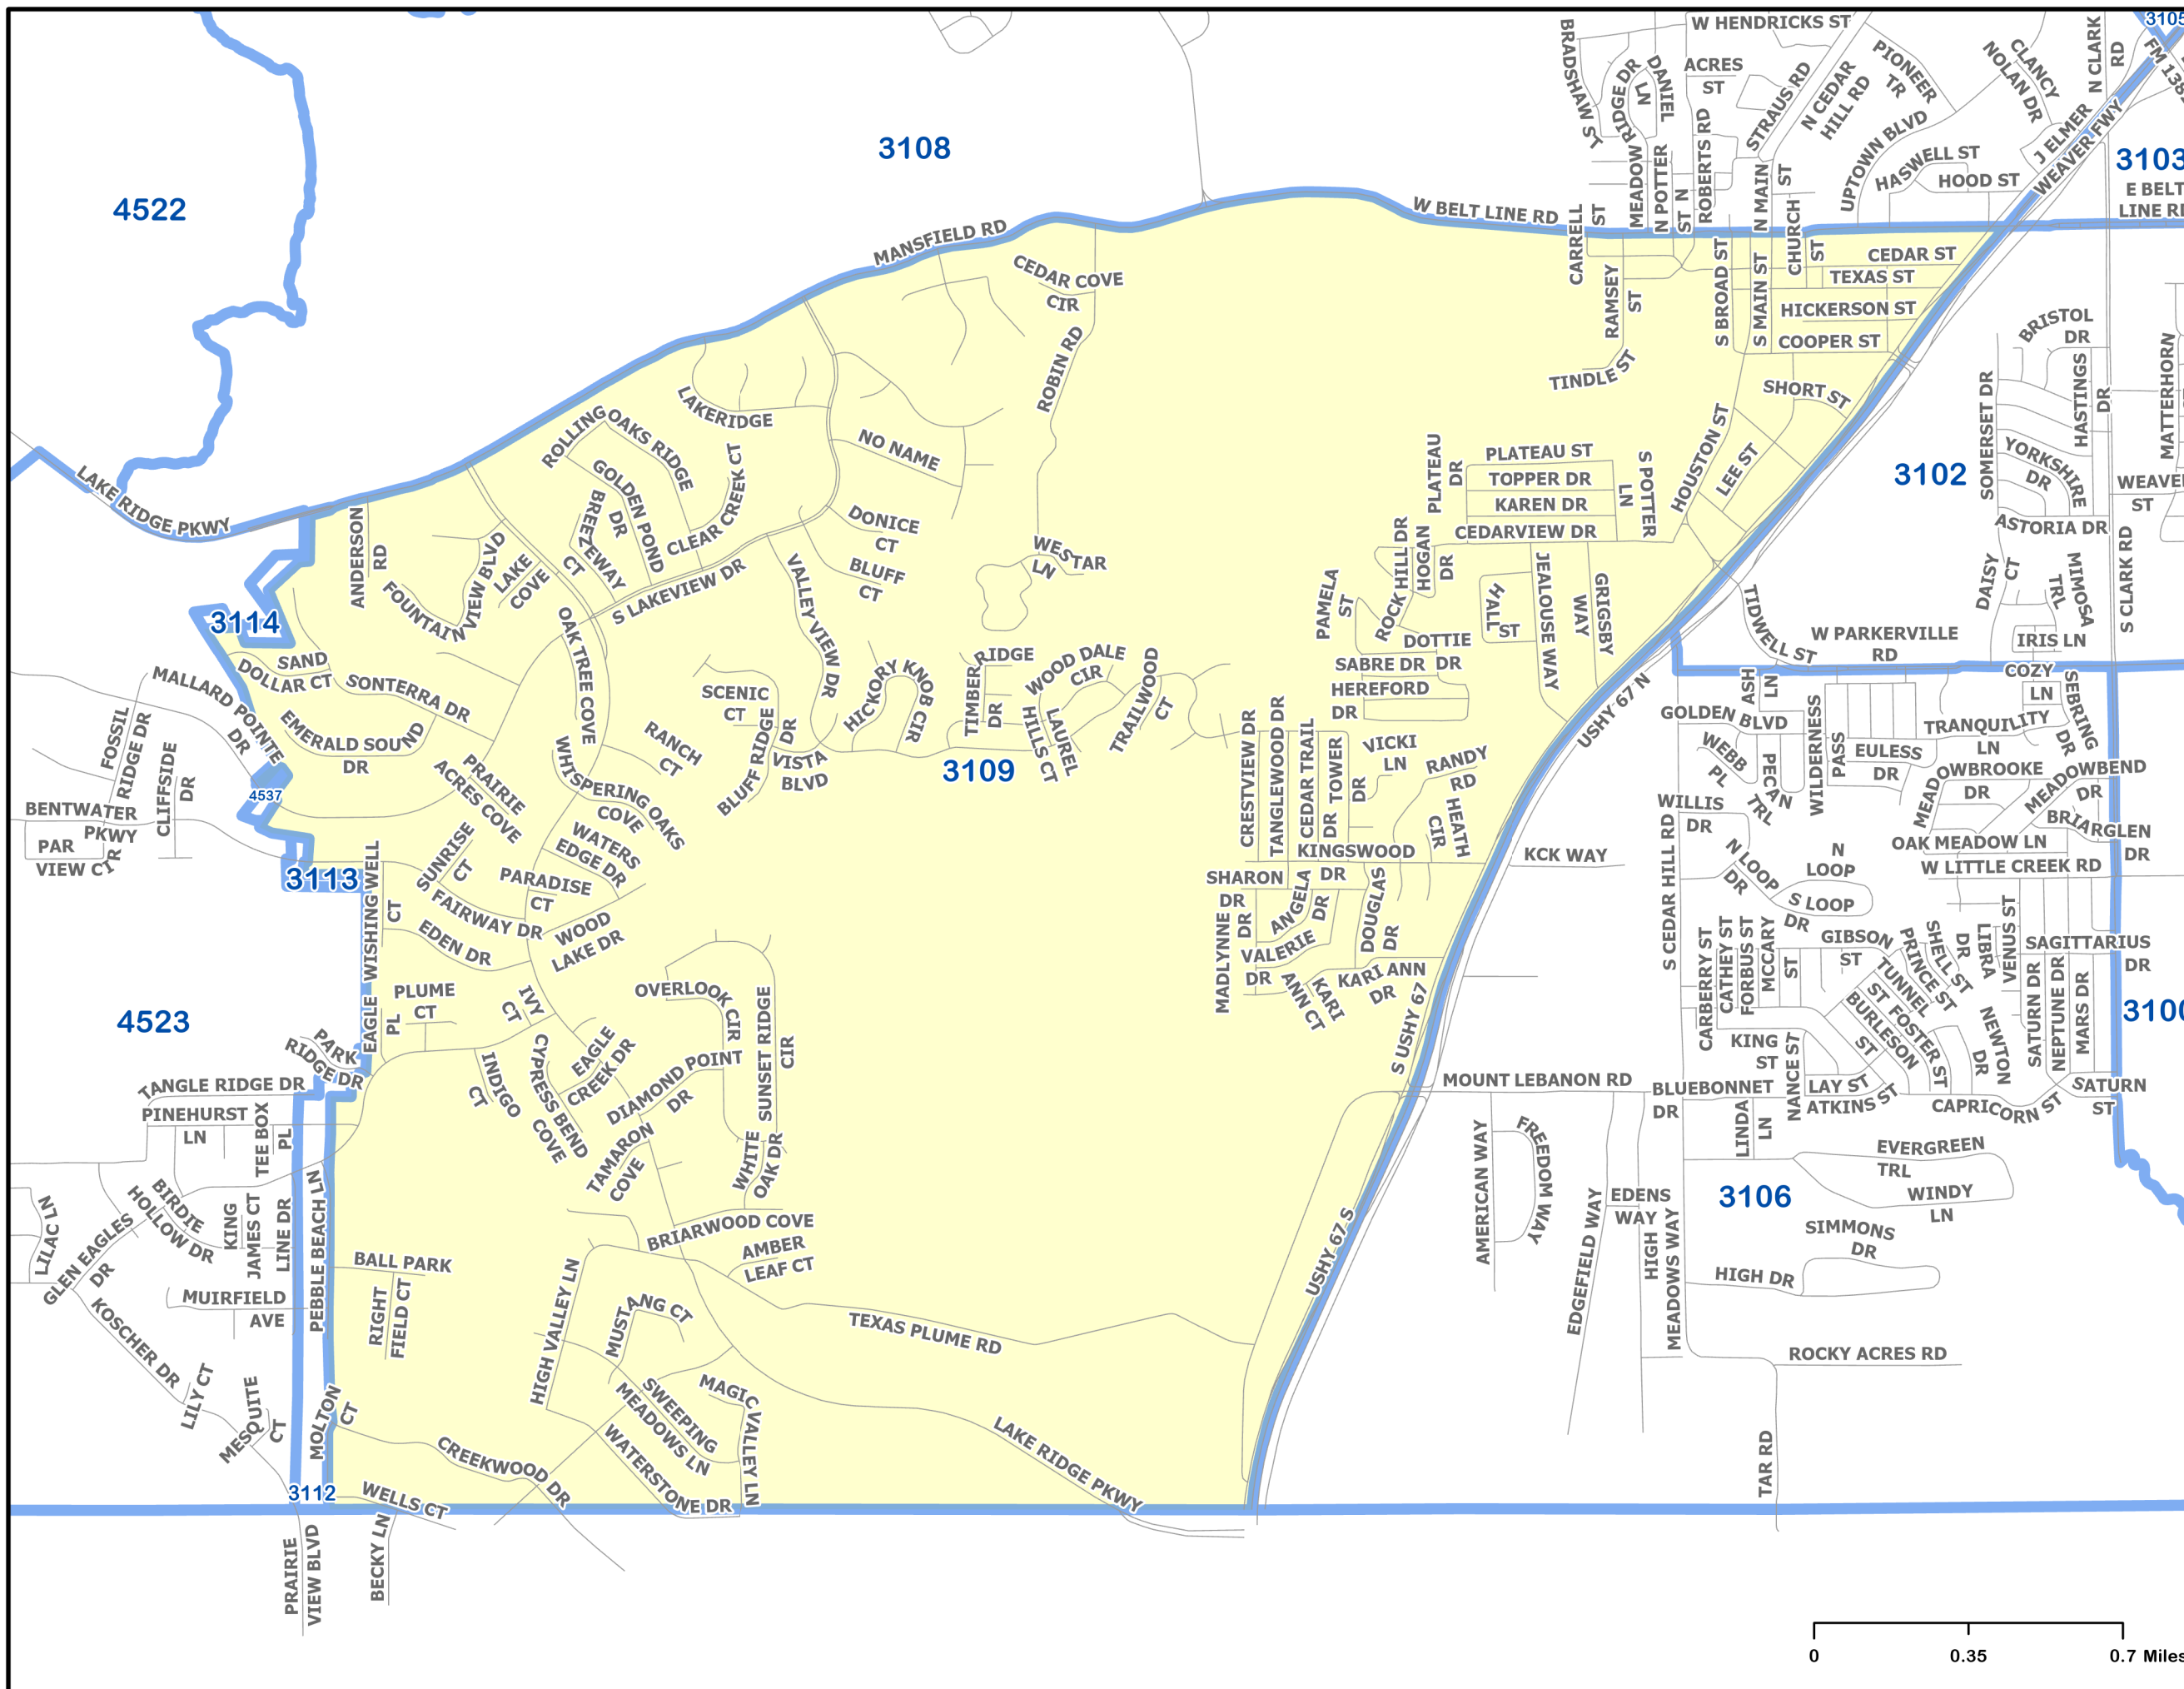 W HENDRICKS ST
BRADSHAW ST
RIDGE DR
MEADOW
DANIEL
LN
ACRES
ST
STRAUS RD
N CEDAR
HILL RD
PIONEER
TR
CLANCY
NOLAN DR
N CLARK
RD
3105
FM 138
J ELMER
WEAVER FWY
UPTOWN BLVD
HASWELL ST
HOOD ST
N POTTER
ST
N
ROBERTS RD
N MAIN
ST
CHURCH
ST
3103
E BELT
LINE RD
3108
4522
MANSFIELD RD
W BELT LINE RD
CARRELL
ST
CEDAR COVE
CIR
ROBIN RD
RAMSEY
ST
TINDLE ST
S BROAD ST
S MAIN ST
CEDAR ST
TEXAS ST
HICKERSON ST
COOPER ST
SHORT ST
HOUSTON ST
LEE ST
BRISTOL
DR
HASTINGS
DR
MATTERHORN
SOMERSET DR
3102
YORKSHIRE
DR
WEAVER
ST
ASTORIA DR
S CLARK RD
DAISY
CT
MIMOSA
TRL
IRIS LN
COZY
LN
LAKERIDGE
ROLLING
OAKS RIDGE
GOLDEN POND
DR
BREEZEWAY
CT
CLEAR CREEK CT
NO NAME
DONICE
CT
BLUFF
CT
WESTAR
LN
LAKE RIDGE PKWY
ANDERSON
RD
FOUNTAIN
VIEW BLVD
LAKE
COVE
S LAKEVIEW DR
VALLEY VIEW DR
OAK TREE COVE
PLATEAU
DR
PLATEAU ST
TOPPER DR
KAREN DR
CEDARVIEW DR
S POTTER
LN
ROCK HILL DR
HOGAN
DR
PAMELA
ST
HALL
ST
JEALOUSE WAY
GRIGSBY
WAY
DOTTIE
DR
SABRE DR
HEREFORD
DR
TIDWELL ST
W PARKERVILLE
RD
USHY 67 N
3114
SAND
DOLLAR CT
SONTERRA DR
EMERALD SOUND
DR
MALLARD POINTE
DR
FOSSIL
RIDGE DR
CLIFFSIDE
DR
BENTWATER
PKWY
PAR
VIEW CT
TR
4537
PRAIRIE
ACRES COVE
WHISPERING OAKS
COVE
RANCH
CT
SCENIC
CT
BLUFF RIDGE
DR
VISTA
BLVD
HICKORY KNOB CIR
TIMBER
RIDGE
DR
WOOD DALE
CIR
LAUREL
HILLS CT
TRAILWOOD
CT
3109
CRESTVIEW DR
TANGLEWOOD DR
CEDAR TRAIL
DR
TOWER
DR
VICKI
LN
RANDY
RD
HEATH
CIR
KINGSWOOD
DR
SHARON
DR
MADLYNNE
DR
ANGELA
DR
VALERIE
DR
DOUGLAS
DR
KARI ANN
DR
KARI
ANN CT
KCK WAY
S USHY 67
ASH
LN
GOLDEN BLVD
WEBB
PL
PECAN
TRL
WILDERNESS
PASS
WILLIS
DR
TRANQUILITY
LN
SEBRING
DR
EULESS
DR
MEADOWBROOKE
DR
MEADOWBEND
DR
BRIARGLEN
DR
OAK MEADOW LN
W LITTLE CREEK RD
S CEDAR HILL RD
N LOOP
DR
N
LOOP
S LOOP
DR
GIBSON
ST
CARBERRY ST
CATHEY ST
FORBUS ST
MCCARY
ST
PRINCE ST
SHELL ST
TUNNEL
ST
BURLESON
ST
FOSTER ST
LIBRA
DR
VENUS ST
SAGITTARIUS
DR
SATURN DR
NEPTUNE DR
MARS DR
NEWTON
DR
3100
KING
ST
NANCE ST
LAY ST
ATKINS ST
CAPRICORN ST
SATURN
ST
MOUNT LEBANON RD
BLUEBONNET
DR
LINDA
LN
EVERGREEN
TRL
WINDY
LN
3106
AMERICAN WAY
FREEDOM WAY
EDENS
WAY
EDGEFIELD WAY
HIGH
MEADOWS WAY
SIMMONS
DR
HIGH DR
ROCKY ACRES RD
TAR RD
3113
WISHING WELL
CT
SUNRISE
CT
WATERS
EDGE DR
PARADISE
CT
FAIRWAY DR
WOOD
LAKE DR
EDEN DR
EAGLE
PL
PLUME
CT
IVY
CT
INDIGO
CT
CYPRESS BEND
COVE
EAGLE
CREEK DR
OVERLOOK
CIR
SUNSET RIDGE
CIR
DIAMOND POINT
DR
TAMARON
COVE
WHITE
OAK DR
4523
PARK
RIDGE DR
TANGLE RIDGE DR
PINEHURST
LN
TEE BOX
PL
BIRDIE
HOLLOW DR
KING
JAMES CT
LINE DR
PEBBLE BEACH LN
LILAC LN
GLEN EAGLES
DR
MUIRFIELD
AVE
KOSCHER DR
LILY CT
MESQUITE
CT
MOLTON
CT
BALL PARK
RIGHT
FIELD CT
BRIARWOOD COVE
AMBER
LEAF CT
HIGH VALLEY LN
MUSTANG CT
TEXAS PLUME RD
USHY 67 S
SWEEPING
MEADOWS LN
MAGIC VALLEY LN
WATERSTONE DR
CREEKWOOD DR
WELLS CT
LAKE RIDGE PKWY
3112
PRAIRIE
VIEW BLVD
BECKY LN
0 0.35 0.7 Miles